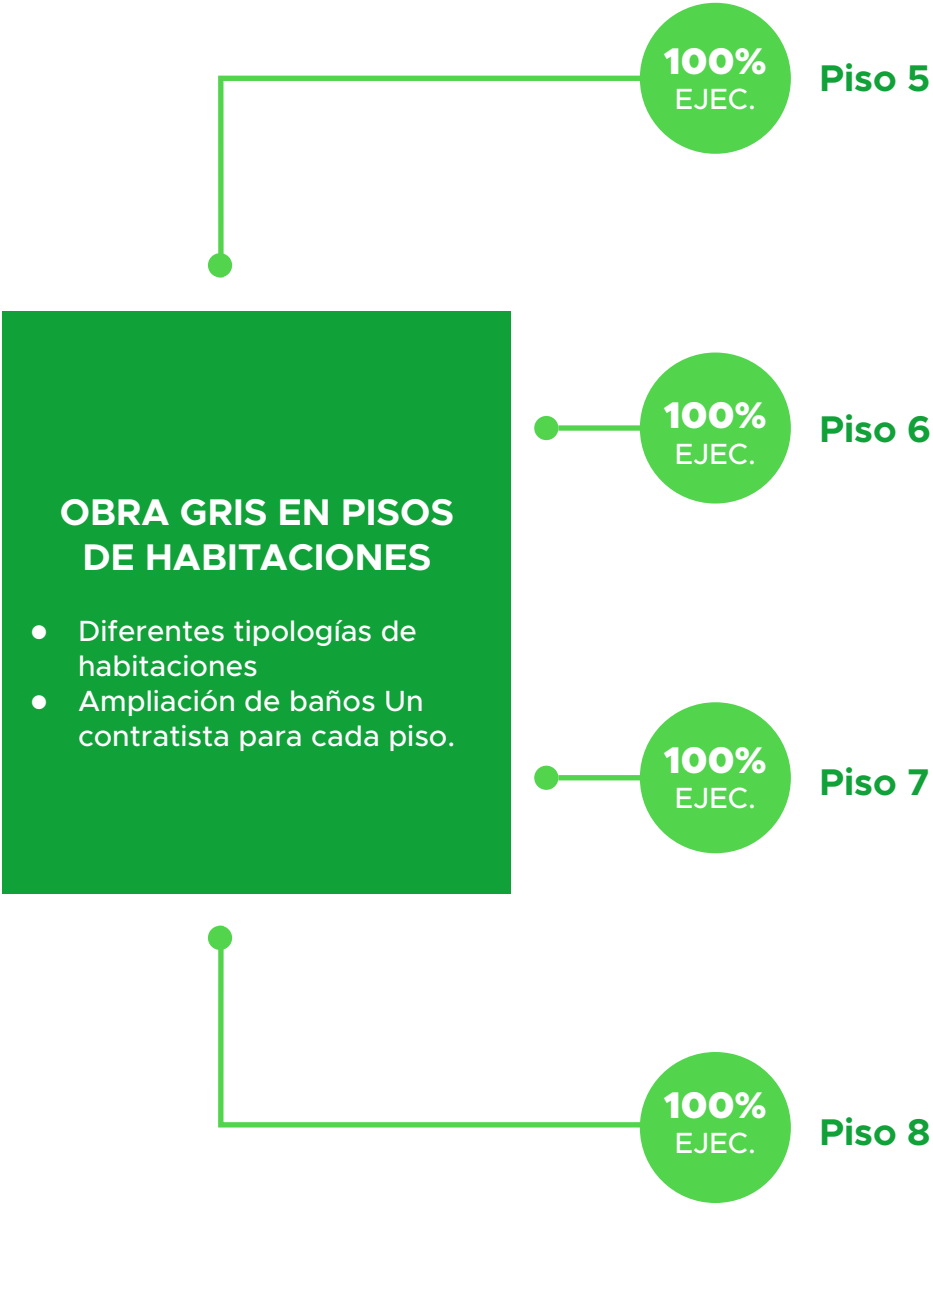 100%
EJEC.
Piso 5
OBRA GRIS EN PISOS
DE HABITACIONES
● Diferentes tipologías de
habitaciones
● Ampliación de baños Un
contratista para cada piso.
100%
EJEC.
Piso 6
100%
EJEC.
Piso 7
100%
EJEC.
Piso 8